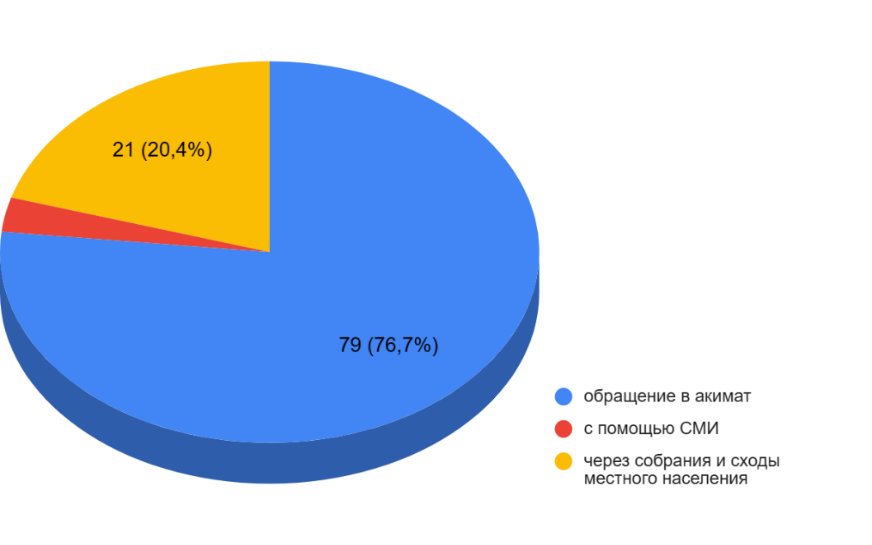 21 (20,4%)
79 (76,7%)
обращение в акимат
с помощью СМИ
через собрания и сходы
местного населения